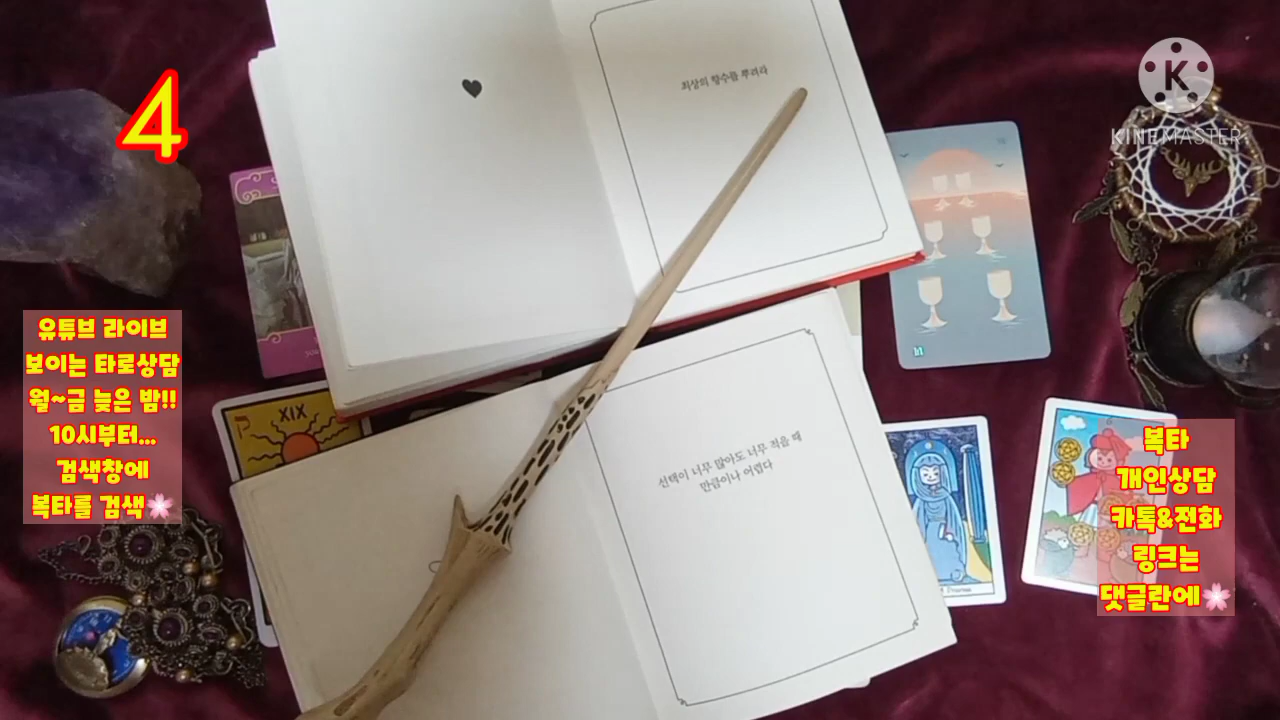 4
최상의 향수를 뿌려라
KINEMASTER
XIX
유튜브 라이브
보이는 타로상담
월~금 늦은 밤!!
10시부터...
검색창에
복타를 검색🌸
선택이 너무 많아도 너무 적을 때
만큼이나 어렵다
복타
개인상담
카톡&전화
링크는
댓글란에🌸